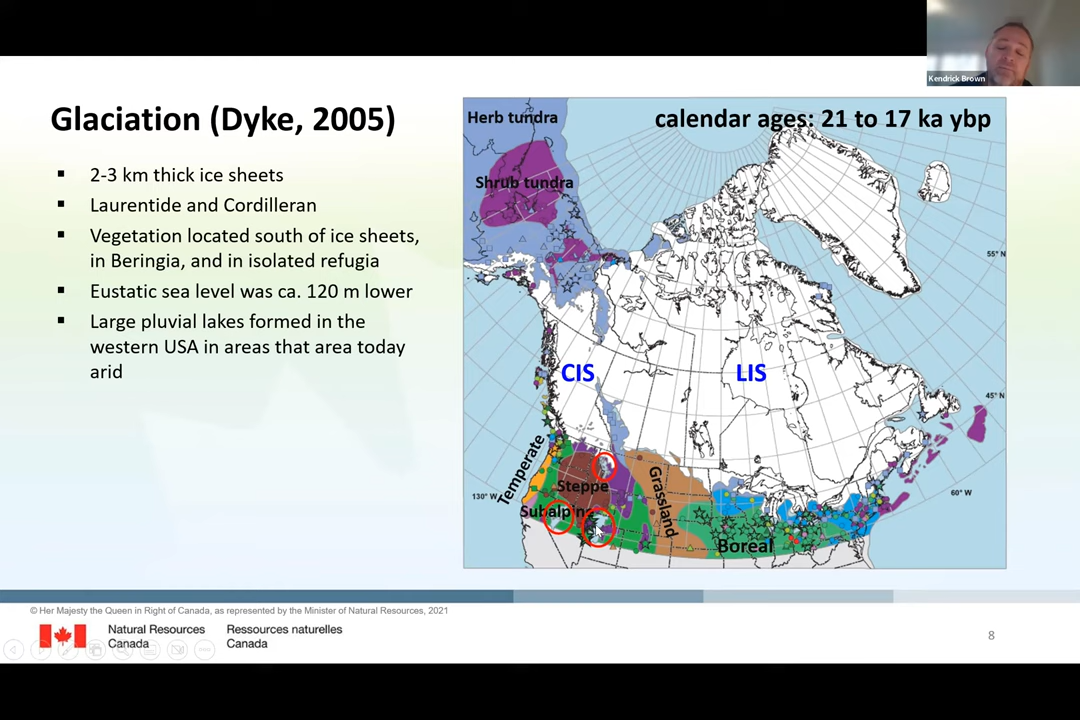 Kendrick Brown
Glaciation (Dyke, 2005)
2-3 km thick ice sheets
Laurentide and Cordilleran
Vegetation located south of ice sheets,
in Beringia, and in isolated refugia
Eustatic sea level was ca. 120 m lower
Large pluvial lakes formed in the
western USA in areas that area today
arid
Herb tundra
calendar ages: 21 to 17 ka ybp
Shrub tundra
55° N
CIS
LIS
45° N
Temperate
Steppe
Grassland
130° W
60° W
Subalpine
Boreal
© Her Majesty the Queen in Right of Canada, as represented by the Minister of Natural Resources, 2021
Natural Resources
Canada
Ressources naturelles
Canada
8